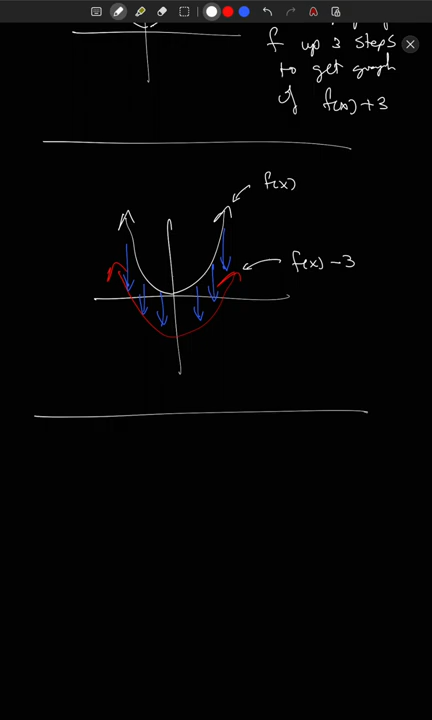 f up 3 steps
to get graph
of f(x) + 3
f(x)
f(x) - 3